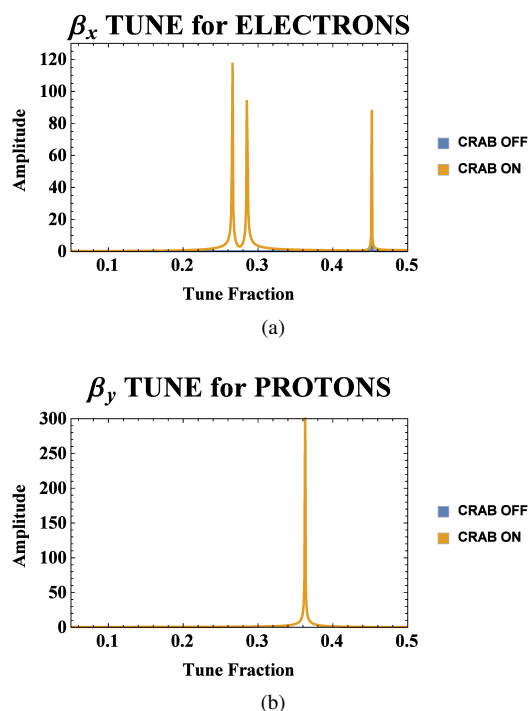 βx TUNE for ELECTRONS
120
100
80
60
40
20
0
Amplitude
0.1 0.2 0.3 0.4 0.5
Tune Fraction
CRAB OFF
CRAB ON
(a)
βy TUNE for PROTONS
300
250
200
150
100
50
0
Amplitude
0.1 0.2 0.3 0.4 0.5
Tune Fraction
CRAB OFF
CRAB ON
(b)